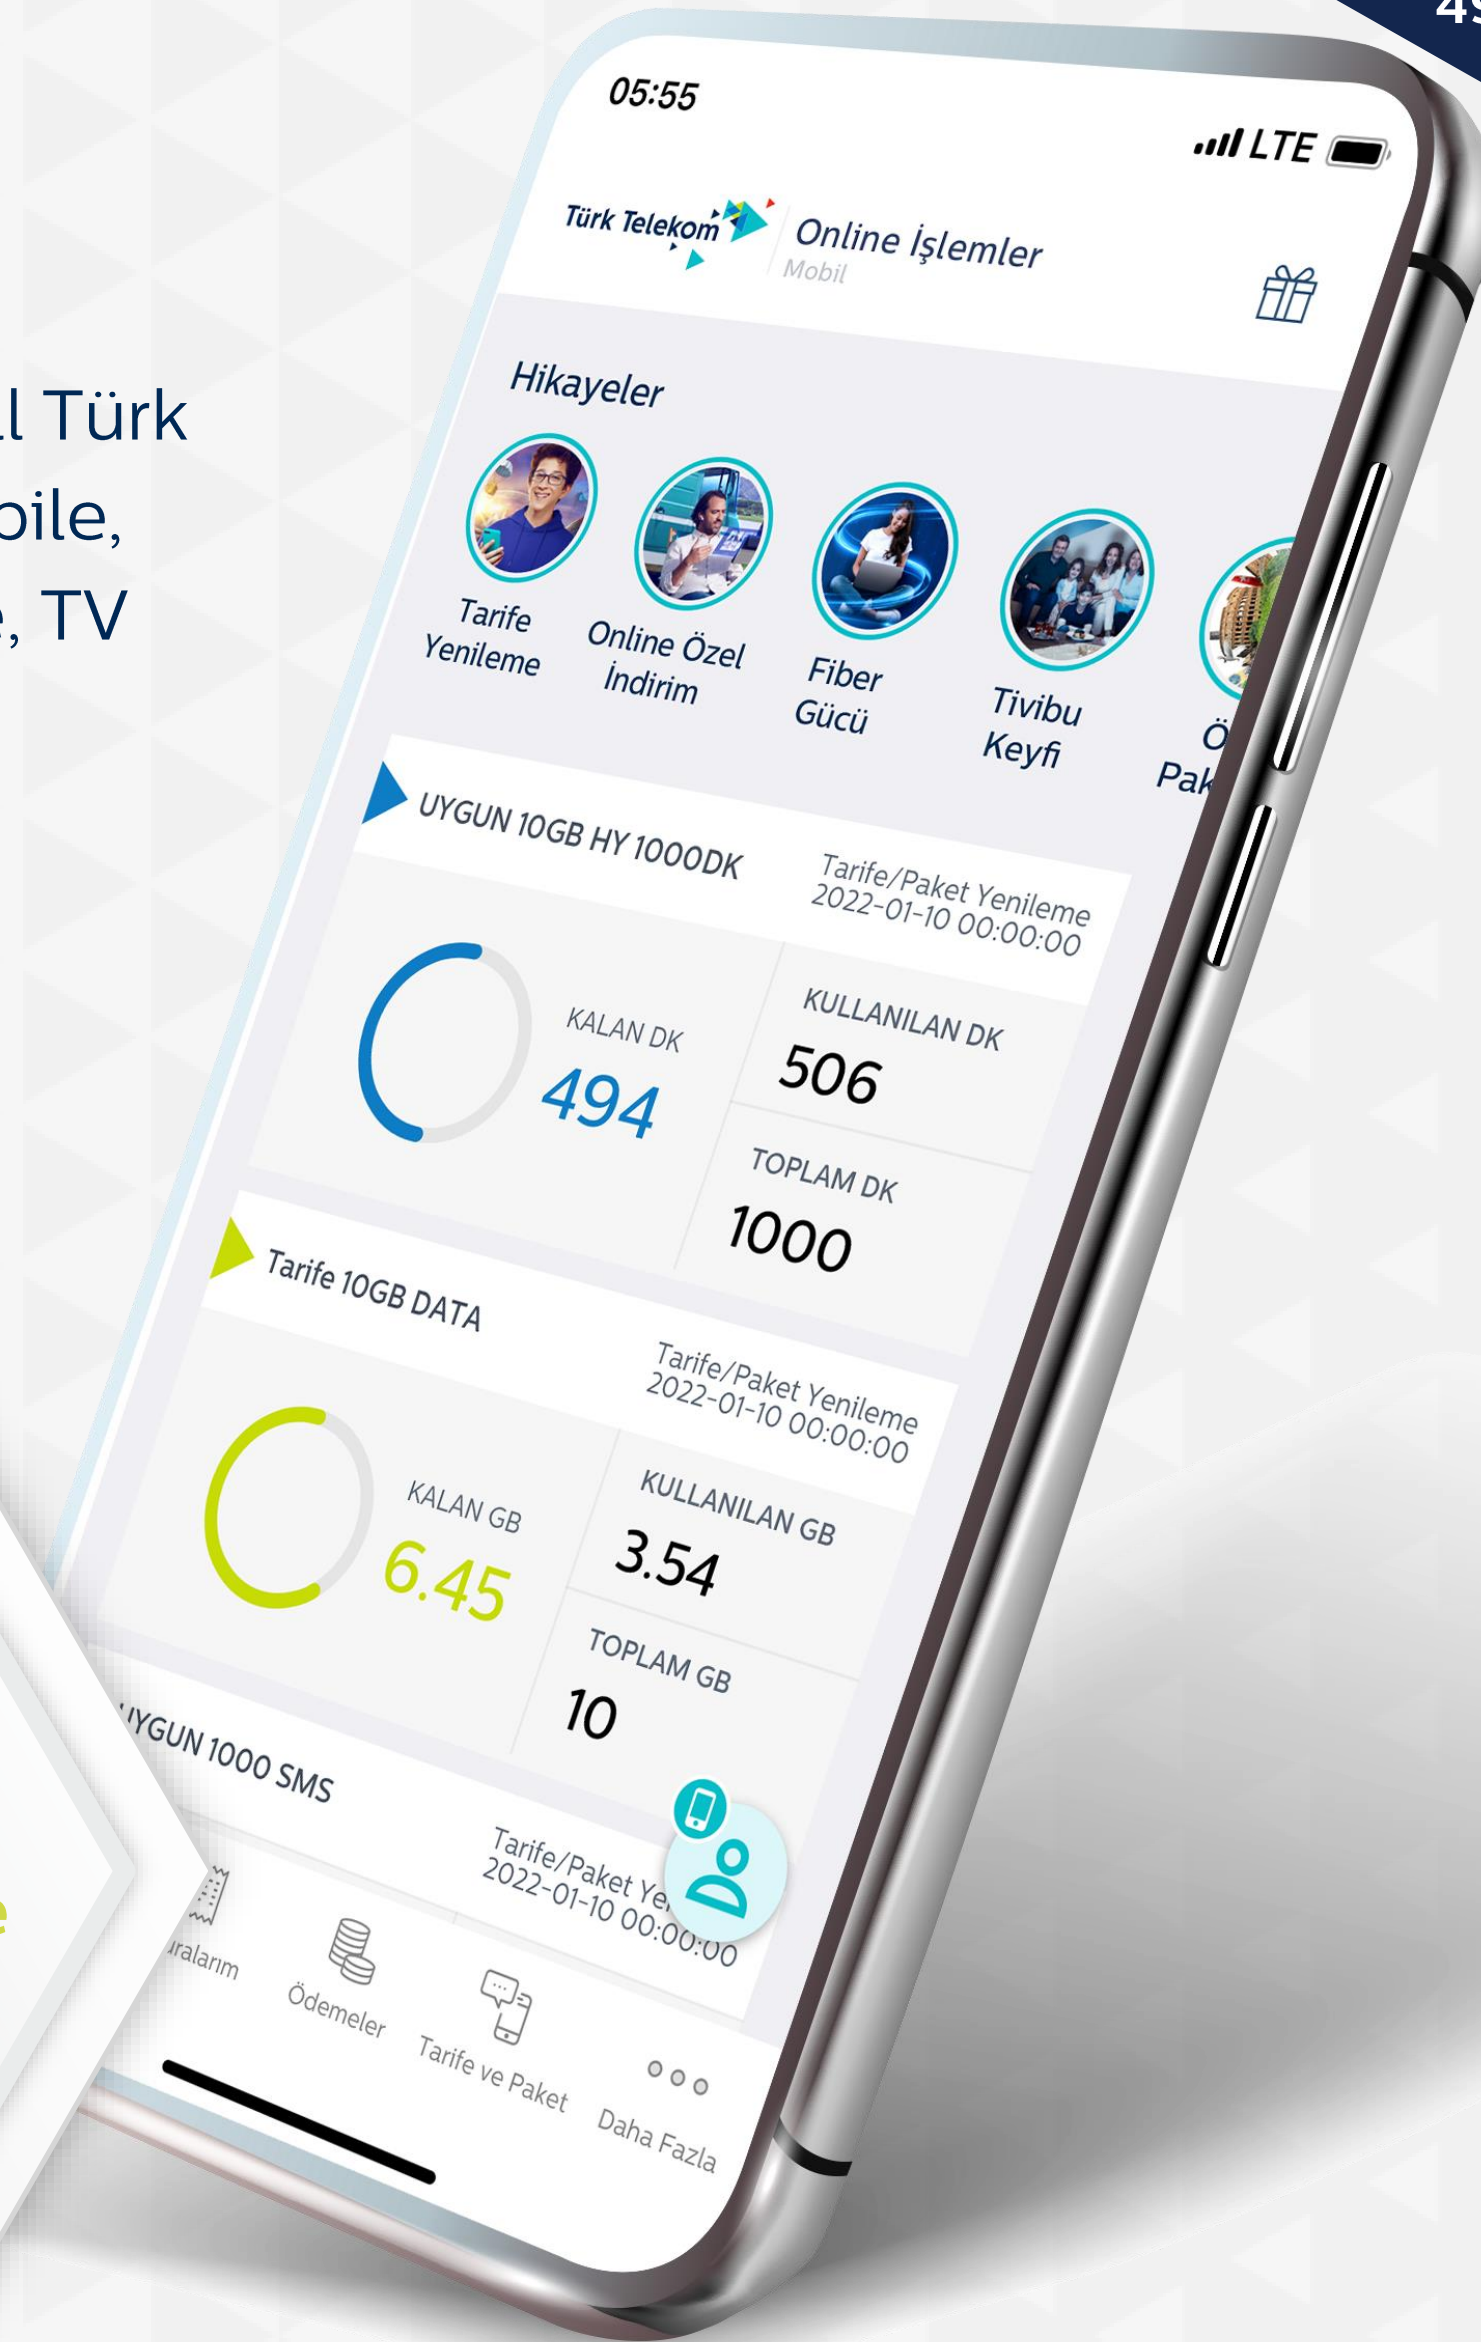 05:55
LTE
Türk Telekom
Online İşlemler
Mobil
Türk
Hikayeler
TV
Tarife
Yenileme
Online Özel
İndirim
Fiber
Gücü
Tivibu
Keyfi
UYGUN 10GB HY 1000DK
Tarife/Paket Yenileme
2022-01-10 00:00:00
KALAN DK
494
KULLANILAN DK
506
TOPLAM DK
1000
Tarife 10GB DATA
Tarife/Paket Yenileme
2022-01-10 00:00:00
KALAN GB
6.45
KULLANILAN GB
3.54
TOPLAM GB
10
UYGUN 1000 SMS
Tarife/Paket Ye
2022-01-10 00:00:00
Ödemeler
Tarife ve Paket
Daha Fazla